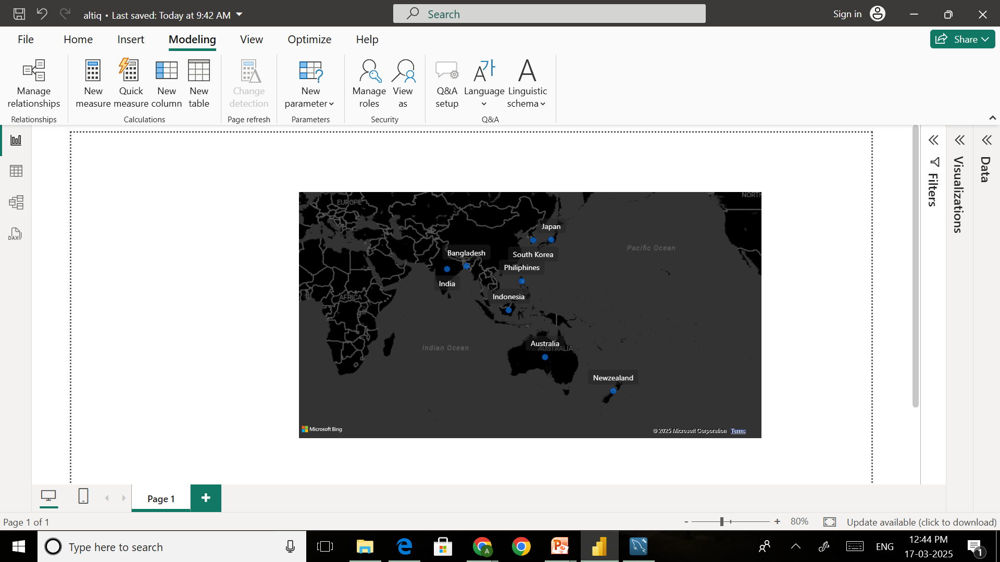 altiq • Last saved: Today at 9:42 AM
Search
Sign in
File Home Insert Modeling View Optimize Help
Share
Manage relationships
New measure
Quick measure
New column
New table
Change detection
New parameter
Manage roles
View as
Q&A setup
Language
Linguistic schema
Relationships
Calculations
Page refresh
Parameters
Security
Q&A
DAX
Filters
Visualizations
Data
EUROPE
NORTH
Japan
Pacific Ocean
Bangladesh
South Korea
Philiphines
India
Indonesia
AFRICA
Australia
AUSTRALIA
Indian Ocean
Newzealand
Microsoft Bing
© 2025 Microsoft Corporation Terms
Page 1
Page 1 of 1
- + 80%
Update available (click to download)
Type here to search
A
P
ENG
12:44 PM
17-03-2025
1